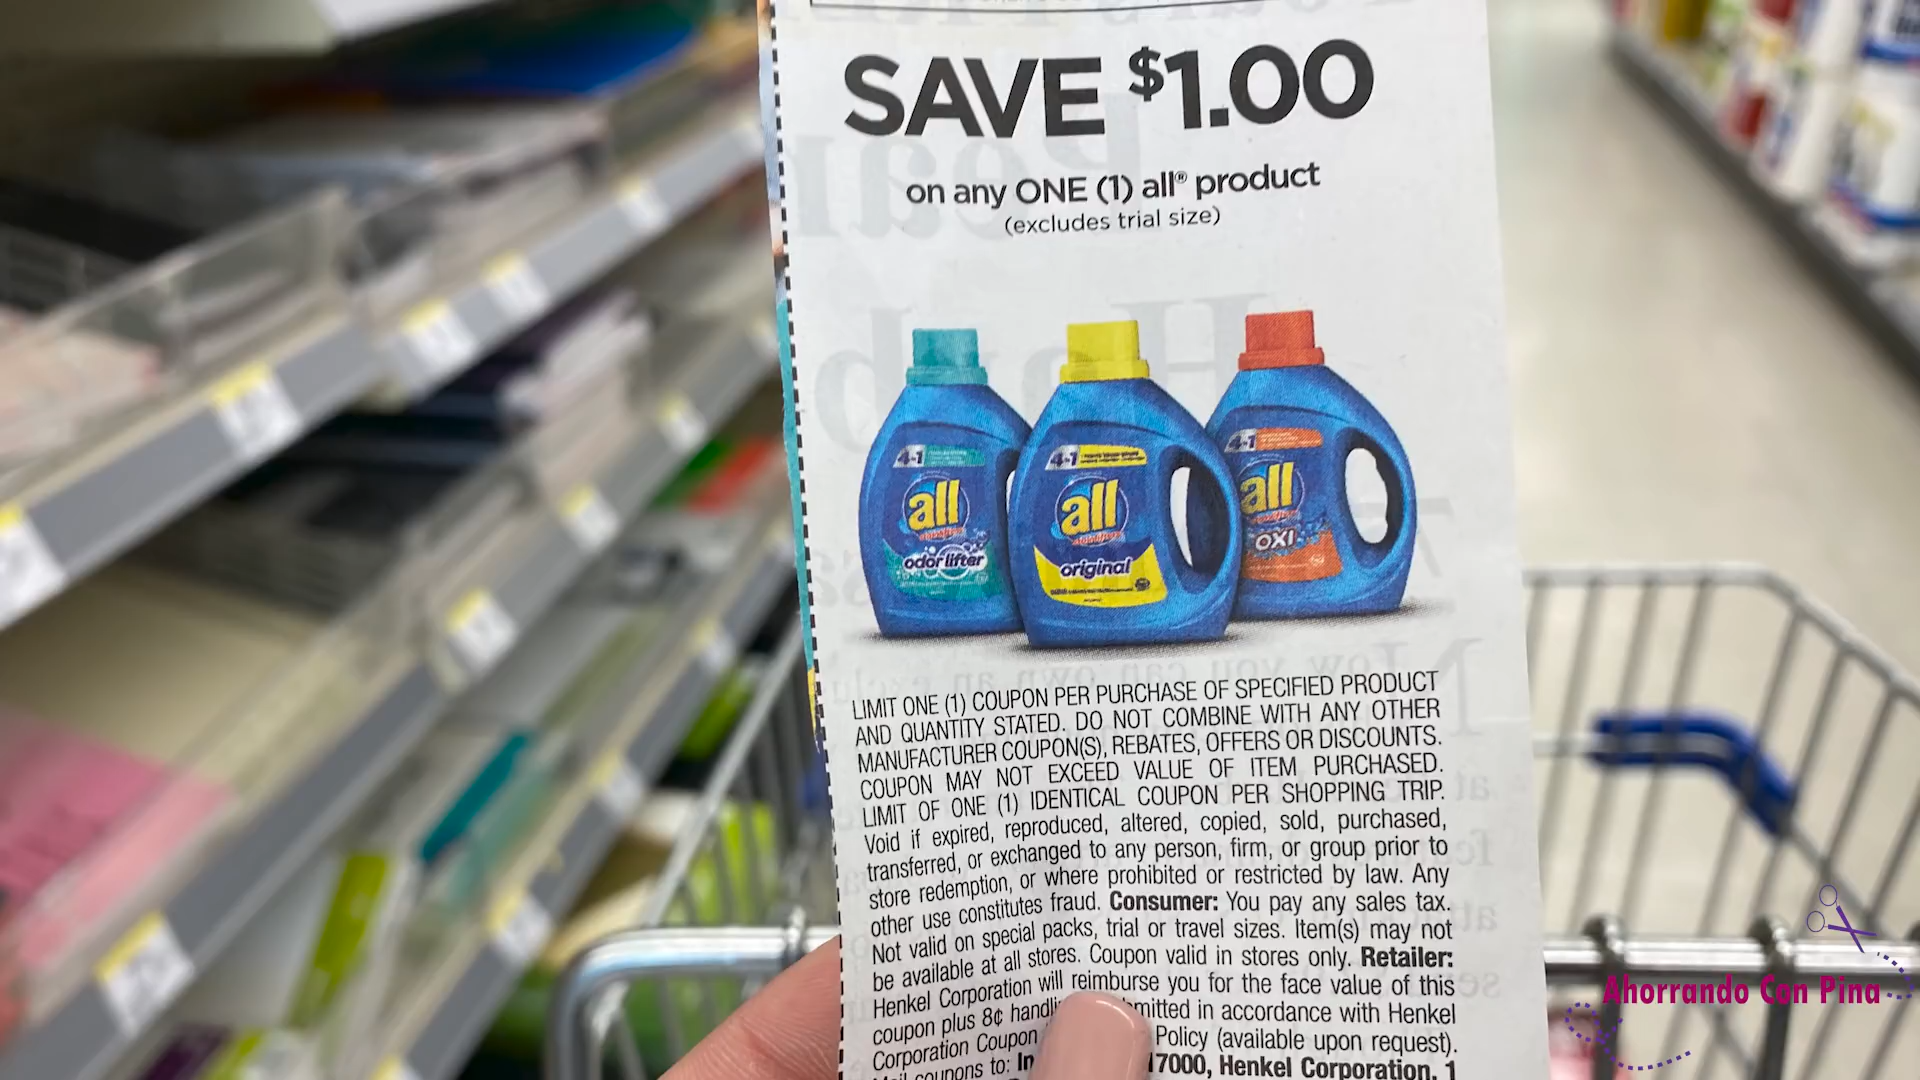 SAVE $1.00
on any ONE (1) all® product
(excludes trial size)
4-1
4-1
4-1
all
all
all
odor lifter
original
OXI
LIMIT ONE (1) COUPON PER PURCHASE OF SPECIFIED PRODUCT
AND QUANTITY STATED. DO NOT COMBINE WITH ANY OTHER
MANUFACTURER COUPON(S), REBATES, OFFERS OR DISCOUNTS.
COUPON MAY NOT EXCEED VALUE OF ITEM PURCHASED.
LIMIT OF ONE (1) IDENTICAL COUPON PER SHOPPING TRIP.
Void if expired, reproduced, altered, copied, sold, purchased,
transferred, or exchanged to any person, firm, or group prior to
store redemption, or where prohibited or restricted by law. Any
other use constitutes fraud. Consumer: You pay any sales tax.
Not valid on special packs, trial or travel sizes. Item(s) may not
be available at all stores. Coupon valid in stores only. Retailer:
Henkel Corporation will reimburse you for the face value of this
coupon plus 8¢ in accordance with Henkel
Corporation Coupon Policy (available upon request).
Mail coupons to: 17000, Henkel Corporation, 1
Ahorrando Con Pina